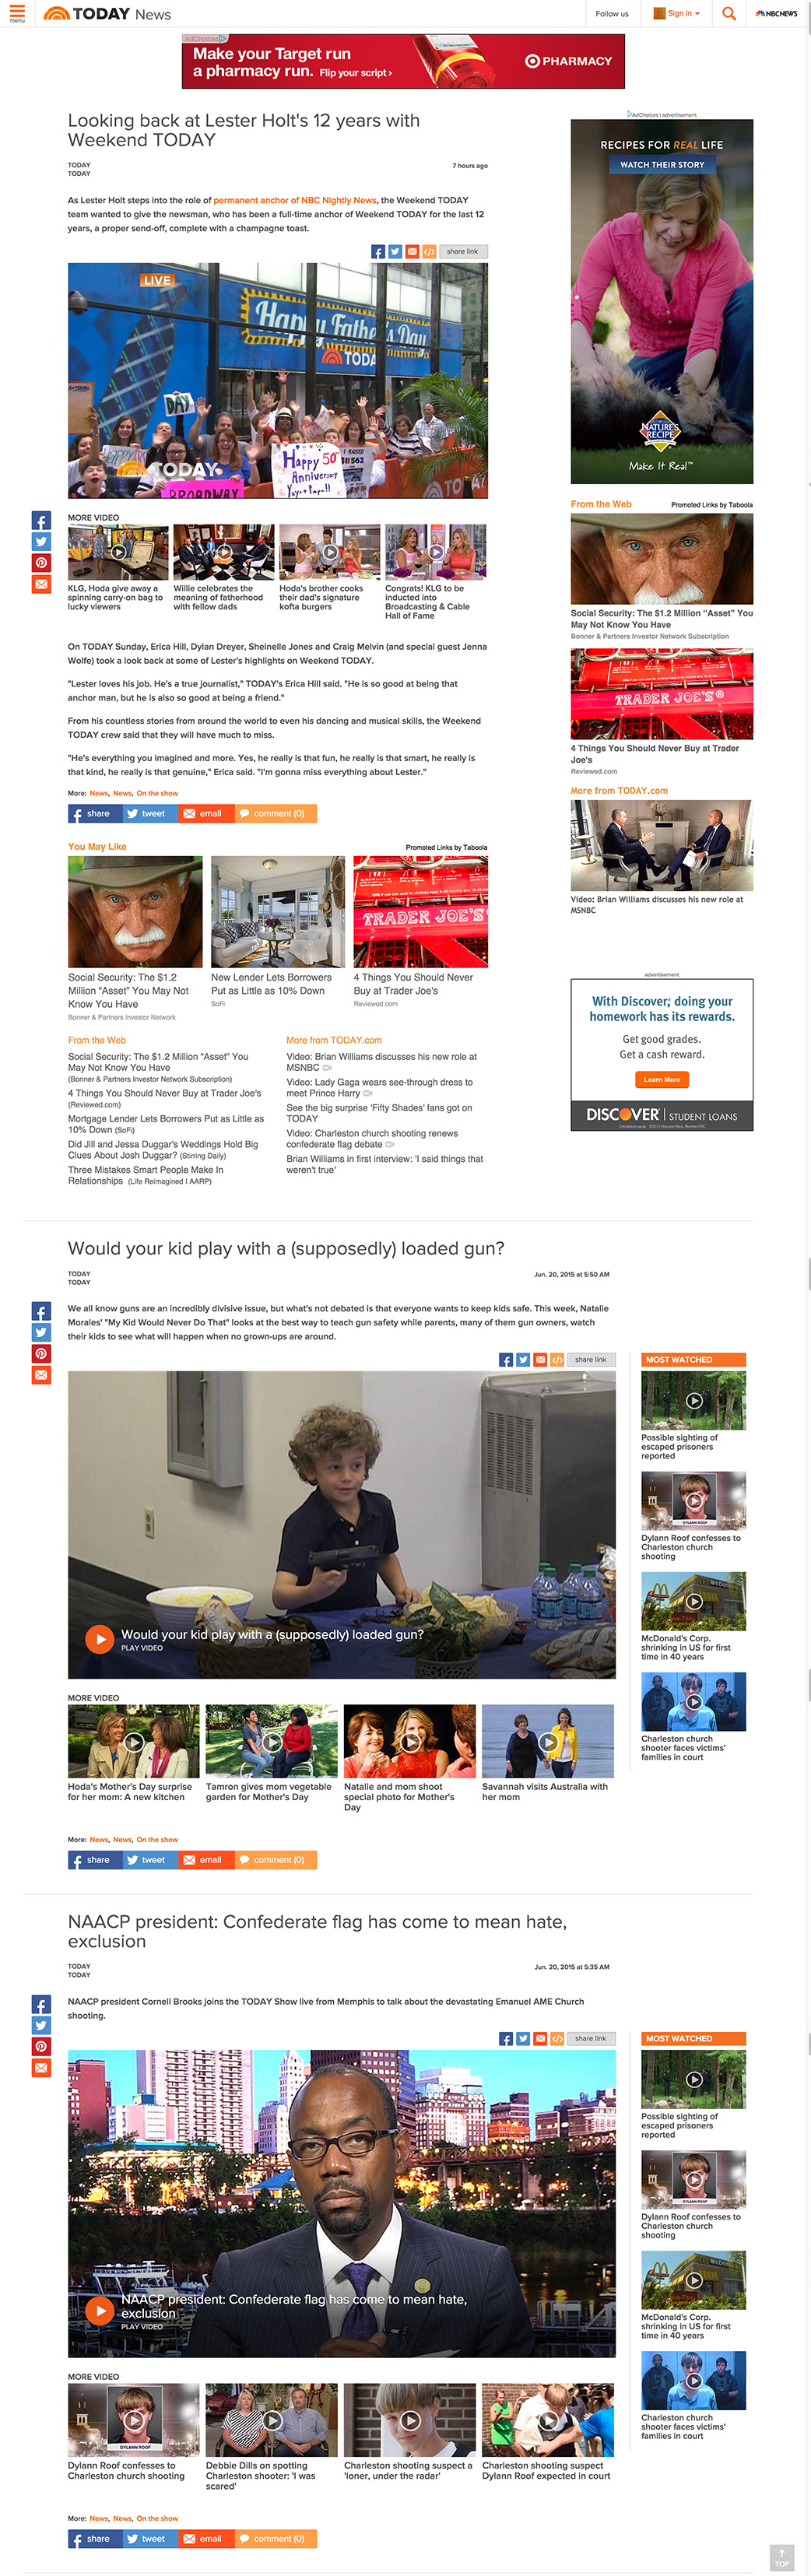 menu
TODAY News
Follow us
Sign in
NBCNEWS
AdChoices
Make your Target run
a pharmacy run. Flip your script >
PHARMACY
Looking back at Lester Holt's 12 years with
Weekend TODAY
TODAY
TODAY
7 hours ago
As Lester Holt steps into the role of permanent anchor of NBC Nightly News, the Weekend TODAY
team wanted to give the newsman, who has been a full-time anchor of Weekend TODAY for the last 12
years, a proper send-off, complete with a champagne toast.
share link
LIVE
Happy Father's Day
TODAY
DAY
TODAY
Happy 50th
Anniversary
BROADWAY
I RAISED
MORE VIDEO
KLG, Hoda give away a
spinning carry-on bag to
lucky viewers
Willie celebrates the
meaning of fatherhood
with fellow dads
Hoda's brother cooks
their dad's signature
kofta burgers
Congrats! KLG to be
inducted into
Broadcasting & Cable
Hall of Fame
On TODAY Sunday, Erica Hill, Dylan Dreyer, Sheinelle Jones and Craig Melvin (and special guest Jenna
Wolfe) took a look back at some of Lester's highlights on Weekend TODAY.
"Lester loves his job. He's a true journalist," TODAY's Erica Hill said. "He is so good at being that
anchor man, but he is also so good at being a friend."
From his countless stories from around the world to even his dancing and musical skills, the Weekend
TODAY crew said that they will have much to miss.
"He's everything you imagined and more. Yes, he really is that fun, he really is that smart, he really is
that kind, he really is that genuine," Erica said. "I'm gonna miss everything about Lester."
More: News, News, On the show
share
tweet
email
comment (0)
You May Like
Promoted Links by Taboola
TRADER JOE'S
Social Security: The $1.2
Million “Asset” You May Not
Know You Have
Bonner & Partners Investor Network
New Lender Lets Borrowers
Put as Little as 10% Down
SoFi
4 Things You Should Never
Buy at Trader Joe's
Reviewed.com
From the Web
Social Security: The $1.2 Million “Asset” You
May Not Know You Have
(Bonner & Partners Investor Network Subscription)
4 Things You Should Never Buy at Trader Joe's
(Reviewed.com)
Mortgage Lender Lets Borrowers Put as Little as
10% Down (SoFi)
Did Jill and Jessa Duggar's Weddings Hold Big
Clues About Josh Duggar? (Stirring Daily)
Three Mistakes Smart People Make In
Relationships (Life Reimagined I AARP)
More from TODAY.com
Video: Brian Williams discusses his new role at
MSNBC
Video: Lady Gaga wears see-through dress to
meet Prince Harry
See the big surprise 'Fifty Shades' fans got on
TODAY
Video: Charleston church shooting renews
confederate flag debate
Brian Williams in first interview: 'I said things that
weren't true'
AdChoices | advertisement
RECIPES FOR REAL LIFE
WATCH THEIR STORY
NATURE'S
RECIPE
Make It Real™
From the Web
Promoted Links by Taboola
Social Security: The $1.2 Million “Asset” You
May Not Know You Have
Bonner & Partners Investor Network Subscription
TRADER JOE'S®
4 Things You Should Never Buy at Trader
Joe's
Reviewed.com
More from TODAY.com
Video: Brian Williams discusses his new role at
MSNBC
advertisement
With Discover, doing your
homework has its rewards.
Get good grades.
Get a cash reward.
Learn More
DISCOVER | STUDENT LOANS
Would your kid play with a (supposedly) loaded gun?
TODAY
TODAY
Jun. 20, 2015 at 5:50 AM
We all know guns are an incredibly divisive issue, but what's not debated is that everyone wants to keep kids safe. This week, Natalie
Morales' "My Kid Would Never Do That" looks at the best way to teach gun safety while parents, many of them gun owners, watch
their kids to see what will happen when no grown-ups are around.
share link
Would your kid play with a (supposedly) loaded gun?
PLAY VIDEO
MORE VIDEO
Hoda's Mother's Day surprise
for her mom: A new kitchen
Tamron gives mom vegetable
garden for Mother's Day
Natalie and mom shoot
special photo for Mother's
Day
Savannah visits Australia with
her mom
More: News, News, On the show
share
tweet
email
comment (0)
MOST WATCHED
Possible sighting of
escaped prisoners
reported
DYLANN ROOF
Dylann Roof confesses to
Charleston church
shooting
McDonald's Corp.
shrinking in US for first
time in 40 years
Charleston church
shooter faces victims'
families in court
NAACP president: Confederate flag has come to mean hate,
exclusion
TODAY
TODAY
Jun. 20, 2015 at 5:35 AM
NAACP president Cornell Brooks joins the TODAY Show live from Memphis to talk about the devastating Emanuel AME Church
shooting.
share link
NAACP president: Confederate flag has come to mean hate,
exclusion
PLAY VIDEO
MORE VIDEO
DYLANN ROOF
Dylann Roof confesses to
Charleston church shooting
Debbie Dills on spotting
Charleston shooter: 'I was
scared'
Charleston shooting suspect a
'loner, under the radar'
Charleston shooting suspect
Dylann Roof expected in court
More: News, News, On the show
share
tweet
email
comment (0)
MOST WATCHED
Possible sighting of
escaped prisoners
reported
DYLANN ROOF
Dylann Roof confesses to
Charleston church
shooting
McDonald's Corp.
shrinking in US for first
time in 40 years
Charleston church
shooter faces victims'
families in court
TOP